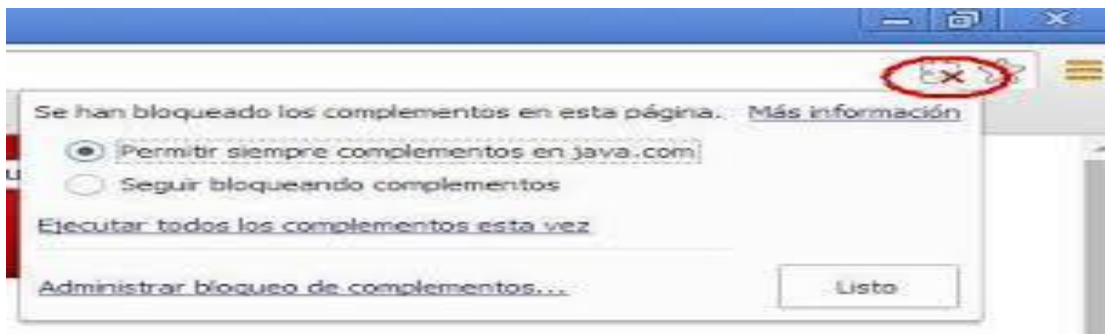 Se han bloqueado los complementos en esta página. Más información
Permitir siempre complementos en java.com
Seguir bloqueando complementos
Ejecutar todos los complementos esta vez
Administrar bloqueo de complementos...
Listo